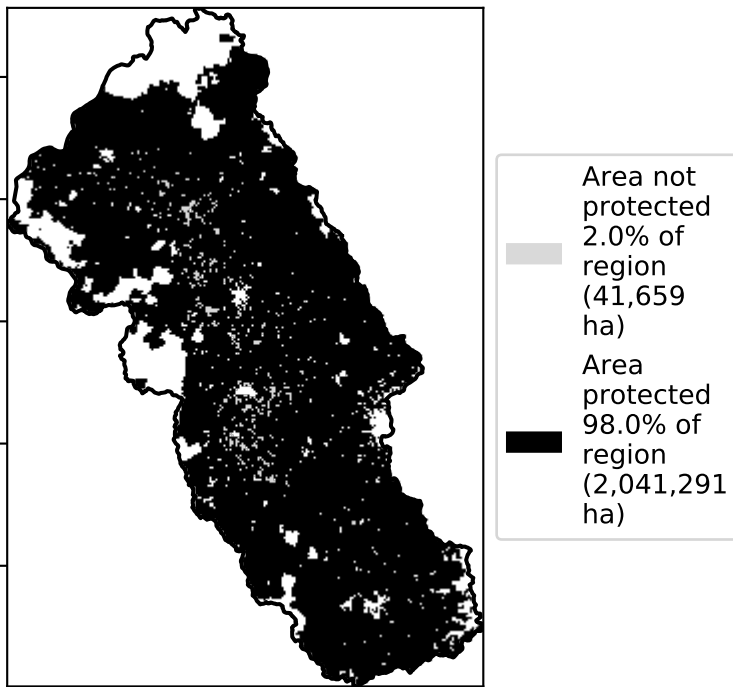 Area not
protected
2.0% of
region
(41,659
ha)
Area
protected
98.0% of
region
(2,041,291
ha)